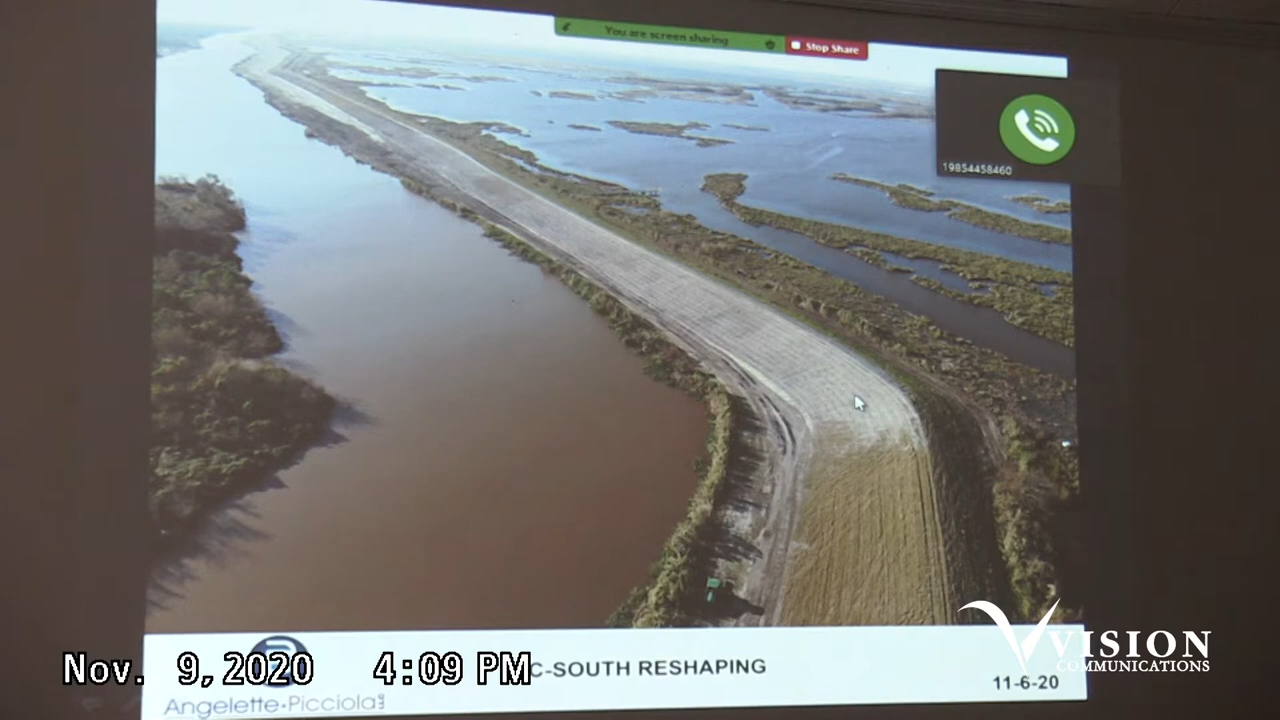 You are screen sharing
Stop Share
19854458460
Nov. 9,2020 4:09 PM
C-SOUTH RESHAPING
11-6-20
Angelette-Picciola
VISION
COMMUNICATIONS